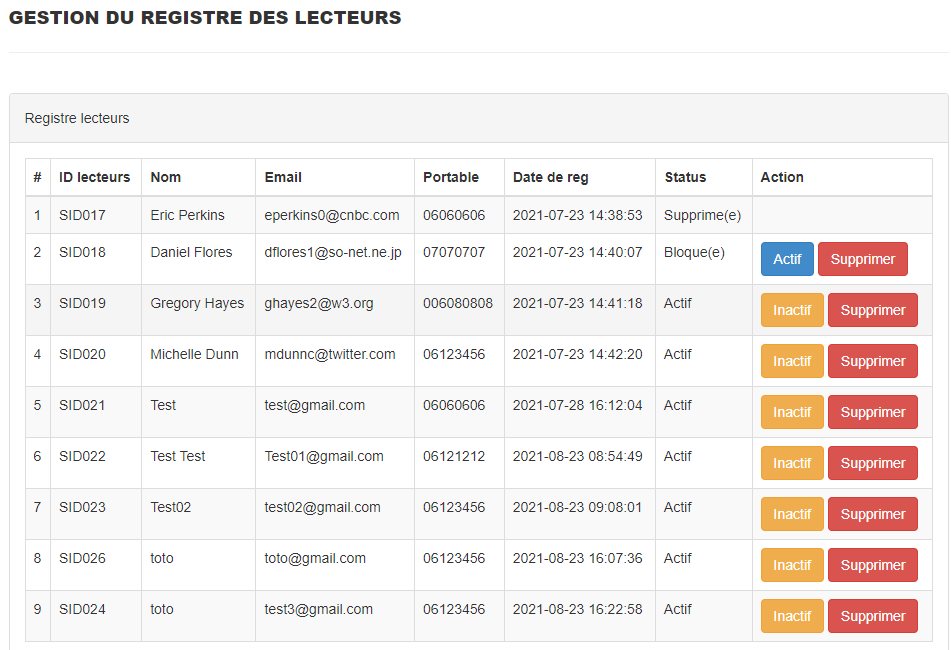 GESTION DU REGISTRE DES LECTEURS
Registre lecteurs
# ID lecteurs Nom Email Portable Date de reg Status Action
1 SID017 Eric Perkins eperkins0@cnbc.com 06060606 2021-07-23 14:38:53 Supprime(e)
2 SID018 Daniel Flores dflores1@so-net.ne.jp 07070707 2021-07-23 14:40:07 Bloque(e) Actif Supprimer
3 SID019 Gregory Hayes ghayes2@w3.org 006080808 2021-07-23 14:41:18 Actif Inactif Supprimer
4 SID020 Michelle Dunn mdunnc@twitter.com 06123456 2021-07-23 14:42:20 Actif Inactif Supprimer
5 SID021 Test test@gmail.com 06060606 2021-07-28 16:12:04 Actif Inactif Supprimer
6 SID022 Test Test Test01@gmail.com 06121212 2021-08-23 08:54:49 Actif Inactif Supprimer
7 SID023 Test02 test02@gmail.com 06123456 2021-08-23 09:08:01 Actif Inactif Supprimer
8 SID026 toto toto@gmail.com 06123456 2021-08-23 16:07:36 Actif Inactif Supprimer
9 SID024 toto test3@gmail.com 06123456 2021-08-23 16:22:58 Actif Inactif Supprimer